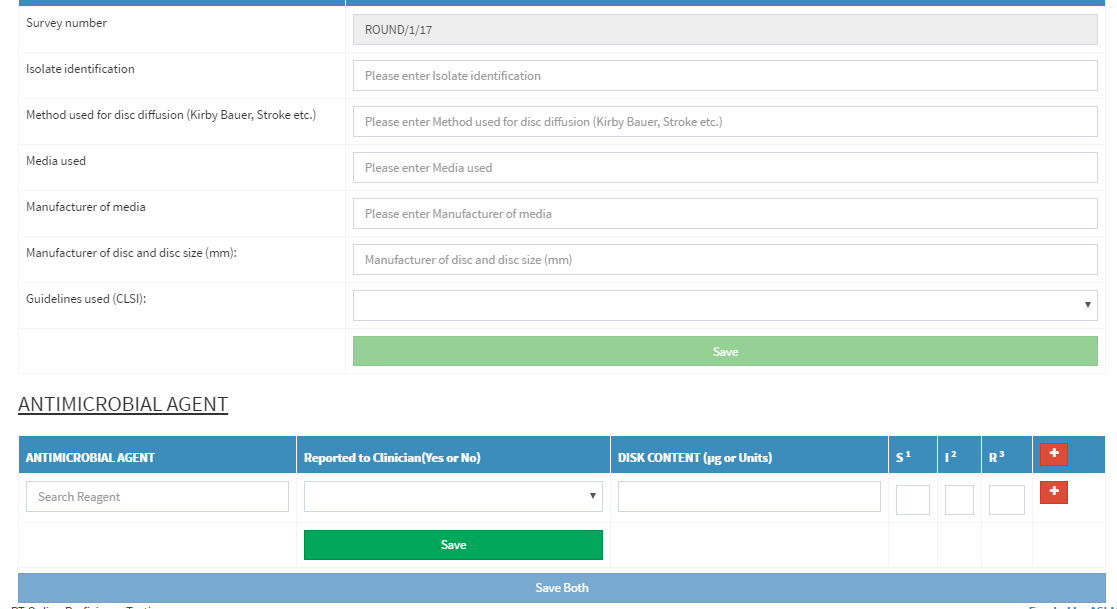 Survey number
ROUND/1/17
Isolate identification
Please enter Isolate identification
Method used for disc diffusion (Kirby Bauer, Stroke etc.)
Please enter Method used for disc diffusion (Kirby Bauer, Stroke etc.)
Media used
Please enter Media used
Manufacturer of media
Please enter Manufacturer of media
Manufacturer of disc and disc size (mm):
Manufacturer of disc and disc size (mm)
Guidelines used (CLSI):
Save
ANTIMICROBIAL AGENT
ANTIMICROBIAL AGENT Reported to Clinician(Yes or No) DISK CONTENT (µg or Units) S 1 I 2 R 3 +
Search Reagent +
Save
Save Both